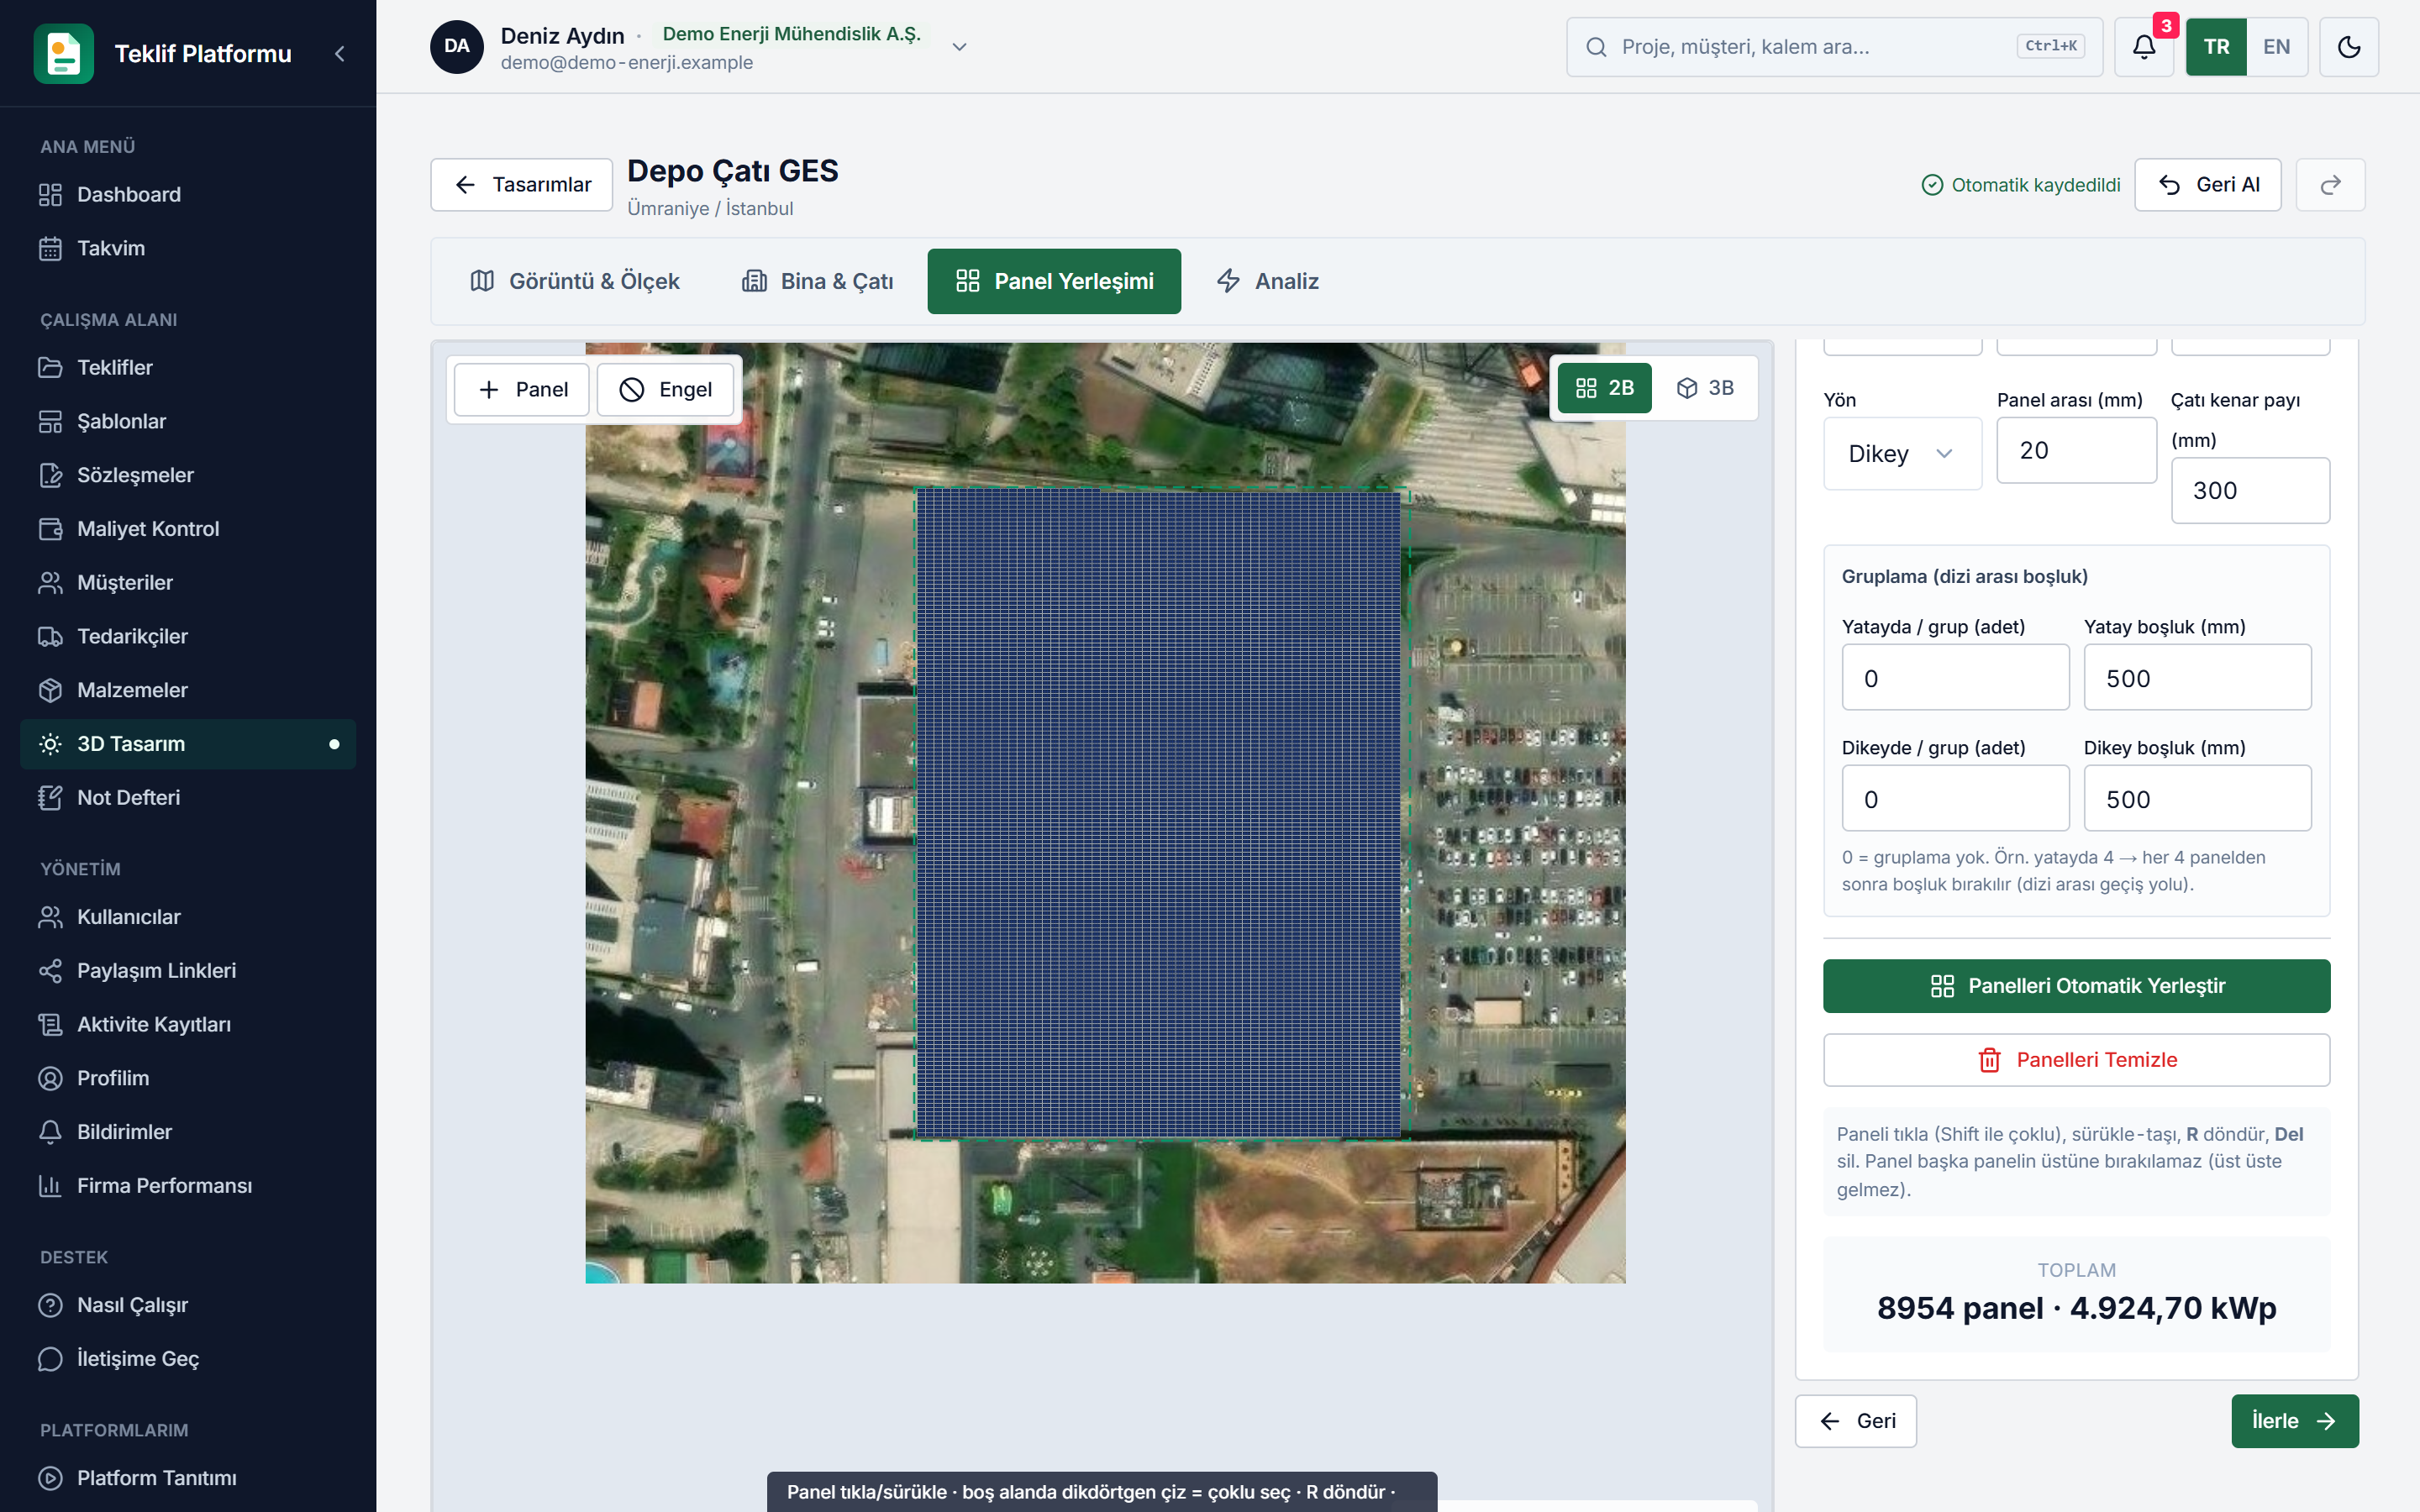 Teklif Platformu
ANA MENÜ
Dashboard
Takvim
ÇALIŞMA ALANI
Teklifler
Şablonlar
Sözleşmeler
Maliyet Kontrol
Müşteriler
Tedarikçiler
Malzemeler
3D Tasarım
Not Defteri
YÖNETİM
Kullanıcılar
Paylaşım Linkleri
Aktivite Kayıtları
Profilim
Bildirimler
Firma Performansı
DESTEK
Nasıl Çalışır
İletişime Geç
PLATFORMLARIM
Platform Tanıtımı
DA
Deniz Aydın · Demo Enerji Mühendislik A.Ş.
demo@demo-enerji.example
Proje, müşteri, kalem ara... Ctrl+K
3
TR EN
Tasarımlar
Depo Çatı GES
Ümraniye / İstanbul
Otomatik kaydedildi
Geri Al
Görüntü & Ölçek
Bina & Çatı
Panel Yerleşimi
Analiz
Panel
Engel
2B
3B
Panel tıkla/sürükle · boş alanda dikdörtgen çiz = çoklu seç · R döndür ·
Yön
Dikey
Panel arası (mm)
20
Çatı kenar payı
(mm)
300
Gruplama (dizi arası boşluk)
Yatayda / grup (adet)
0
Yatay boşluk (mm)
500
Dikeyde / grup (adet)
0
Dikey boşluk (mm)
500
0 = gruplama yok. Örn. yatayda 4 → her 4 panelden
sonra boşluk bırakılır (dizi arası geçiş yolu).
Panelleri Otomatik Yerleştir
Panelleri Temizle
Paneli tıkla (Shift ile çoklu), sürükle-taşı, R döndür, Del
sil. Panel başka panelin üstüne bırakılamaz (üst üste
gelmez).
TOPLAM
8954 panel · 4.924,70 kWp
Geri
İlerle